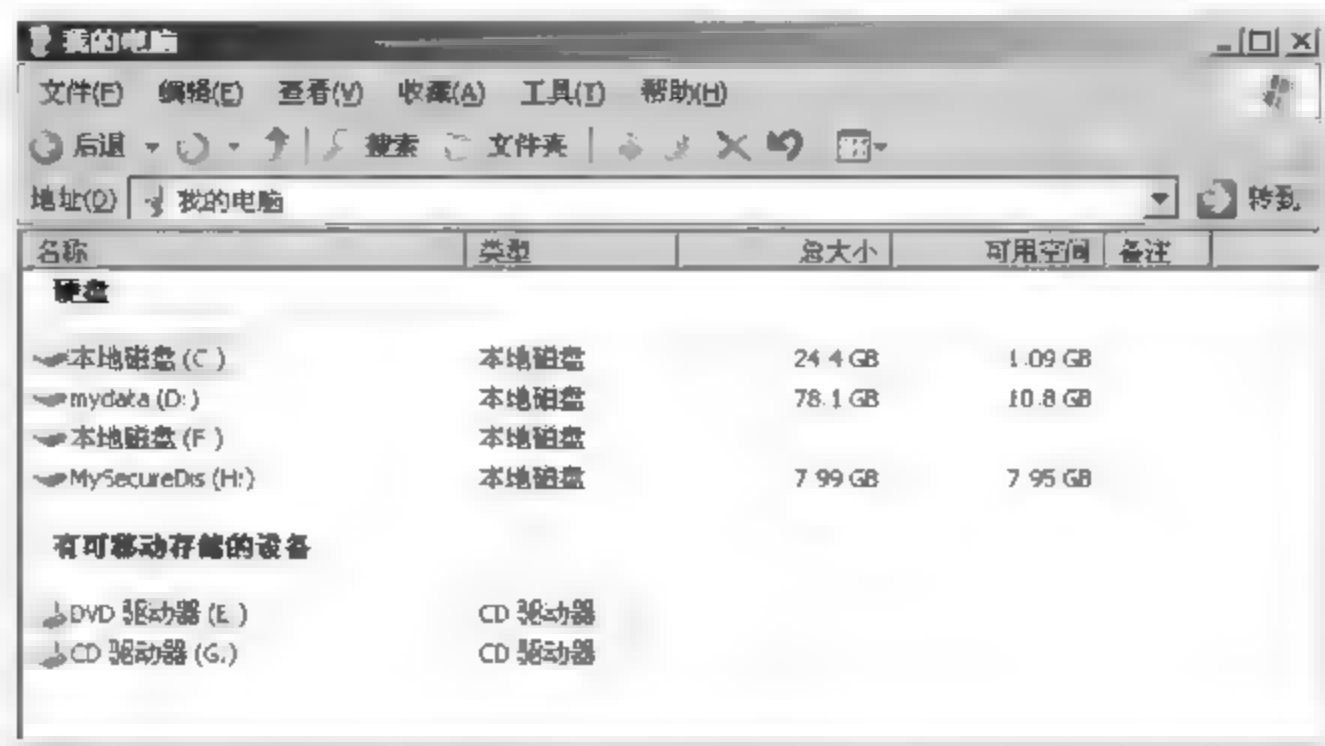 我的电脑
文件(F) 编辑(E) 查看(V) 收藏(A) 工具(T) 帮助(H)
后退 搜索 文件夹
地址(D) 我的电脑 转到
名称 类型 总大小 可用空间 备注
硬盘
本地磁盘 (C ) 本地磁盘 24.4 GB 1.09 GB
mydata (D:) 本地磁盘 78.1 GB 10.8 GB
本地磁盘 (F ) 本地磁盘
MySecureDis (H:) 本地磁盘 7 99 GB 7 95 GB
有可移动存储的设备
DVD 驱动器 (E ) CD 驱动器
CD 驱动器 (G.) CD 驱动器